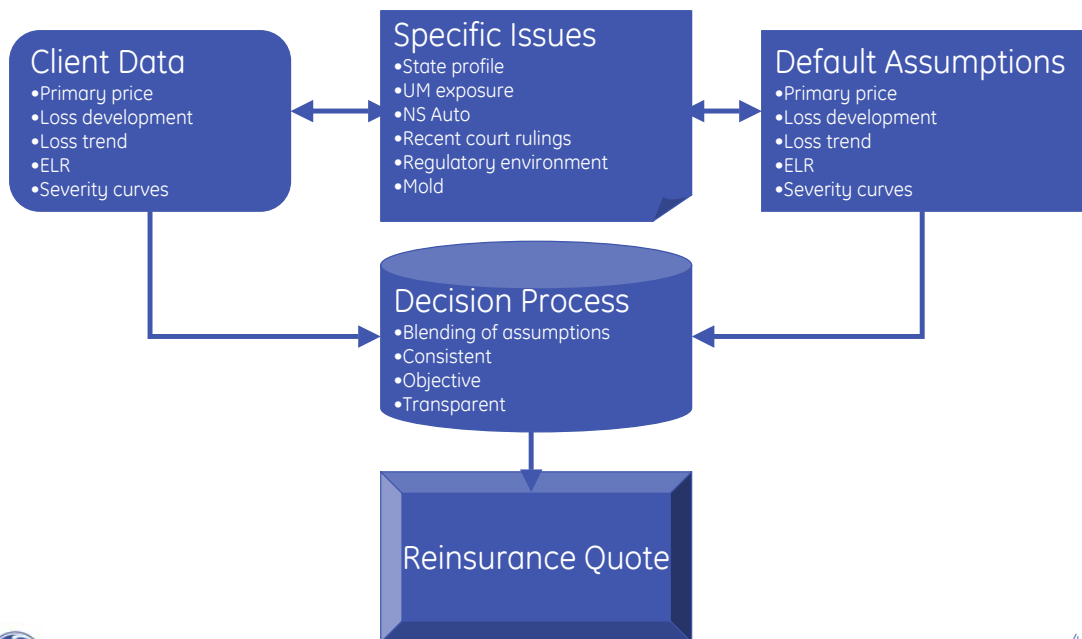 Client Data
•Primary price
•Loss development
•Loss trend
•ELR
•Severity curves
Specific Issues
•State profile
•UM exposure
•NS Auto
•Recent court rulings
•Regulatory environment
•Mold
Default Assumptions
•Primary price
•Loss development
•Loss trend
•ELR
•Severity curves
Decision Process
•Blending of assumptions
•Consistent
•Objective
•Transparent
Reinsurance Quote